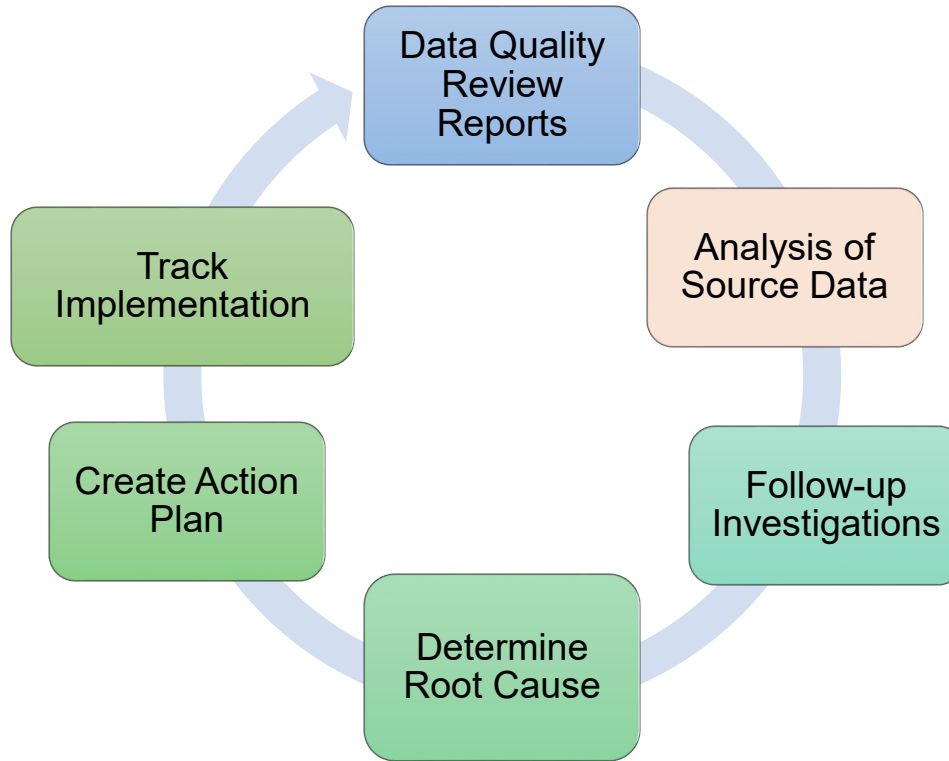 Data Quality
Review
Reports
Analysis of
Source Data
Follow-up
Investigations
Determine
Root Cause
Create Action
Plan
Track
Implementation